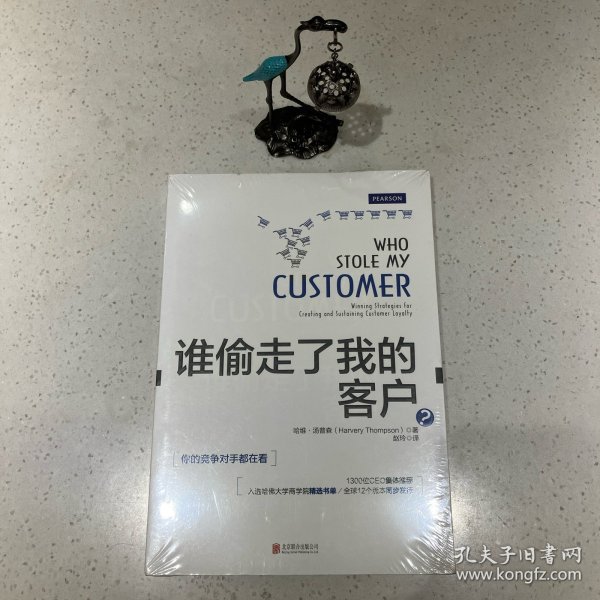 PEARSON
WHO
STOLE MY
CUSTOMER
Winning Strategies for
Creating and Sustaining Customer Loyalty
谁偷走了我的
客户?
哈维·汤普森（Harvery Thompson）◎著
赵玲◎译
你的竞争对手都在看
1300位CEO集体推荐
入选哈佛大学商学院精选书单／全球12个版本同步发行
北京联合出版公司
孔夫子旧书网
www.kongfz.com